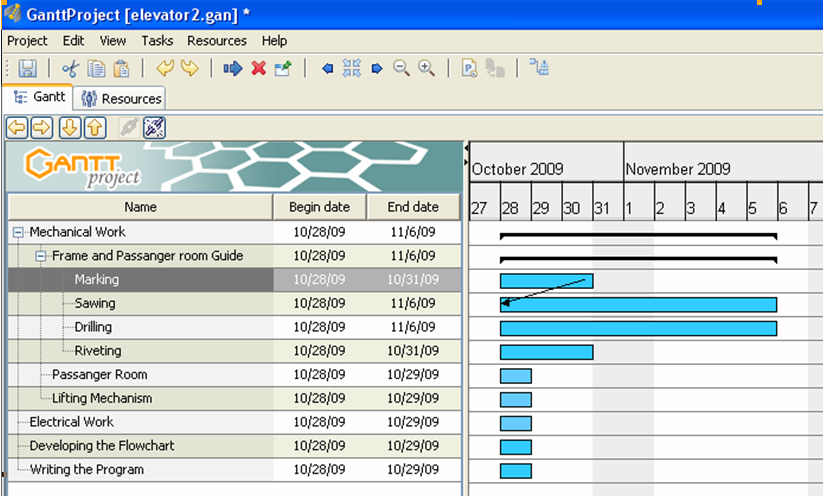 GanttProject [elevator2.gan] *
Project Edit View Tasks Resources Help
Gantt Resources
GANTT project
October 2009 November 2009
Name Begin date End date 27 28 29 30 31 1 2 3 4 5 6 7
Mechanical Work 10/28/09 11/6/09
Frame and Passanger room Guide 10/28/09 11/6/09
Marking 10/28/09 10/31/09
Sawing 10/28/09 11/6/09
Drilling 10/28/09 11/6/09
Riveting 10/28/09 10/31/09
Passanger Room 10/28/09 10/29/09
Lifting Mechanism 10/28/09 10/29/09
Electrical Work 10/28/09 10/29/09
Developing the Flowchart 10/28/09 10/29/09
Writing the Program 10/28/09 10/29/09